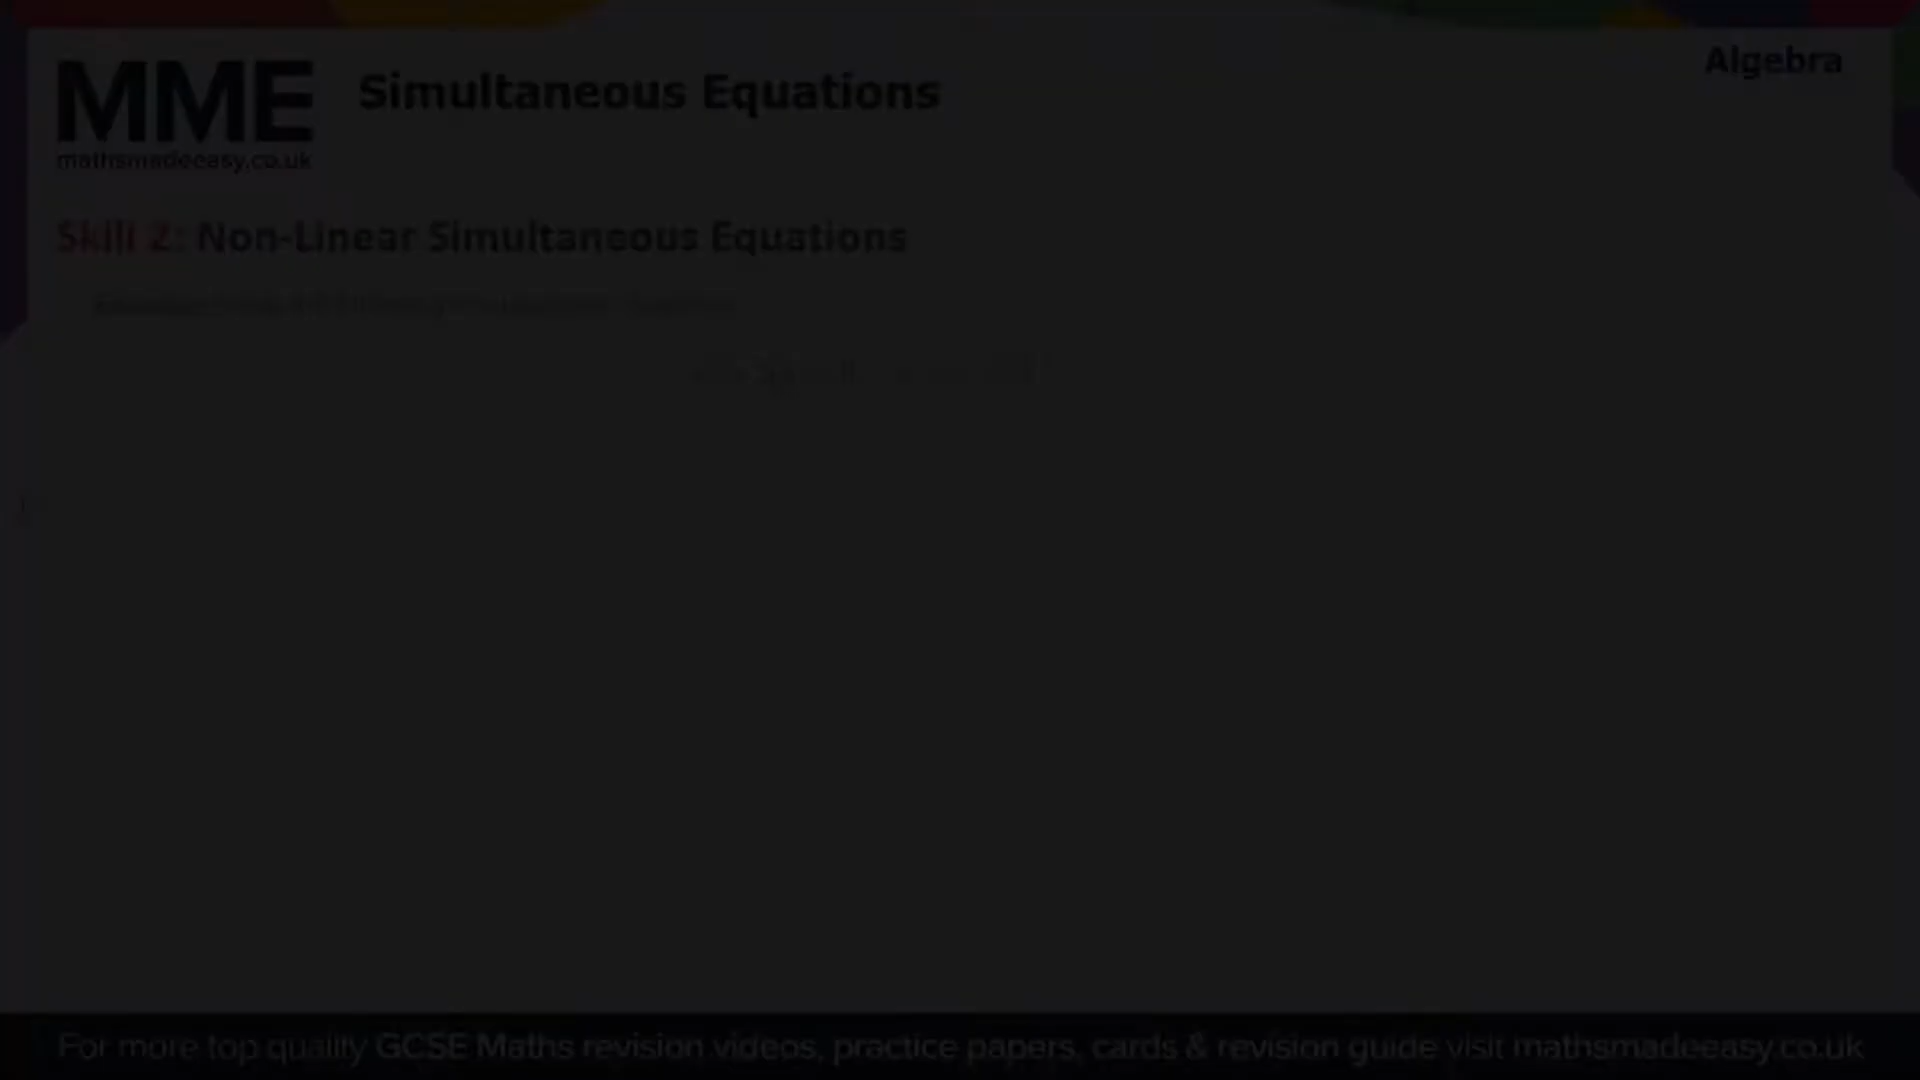 Algebra
MME
Simultaneous Equations
mathsmadeeasy.co.uk
Skill 2: Non-Linear Simultaneous Equations
For more top quality GCSE Maths revision videos, practice papers, cards & revision guide visit mathsmadeeasy.co.uk